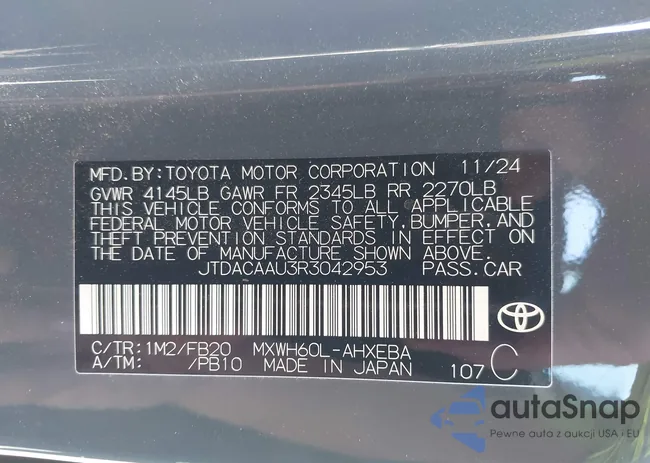 MFD.BY:TOYOTA MOTOR CORPORATION 11/24
GVWR 4145LB GAWR FR 2345LB RR 2270LB
THIS VEHICLE CONFORMS TO ALL APPLICABLE
FEDERAL MOTOR VEHICLE SAFETY, BUMPER, AND
THEFT PREVENTION STANDARDS IN EFFECT ON
THE DATE OF MANUFACTURE SHOWN ABOVE.
JTDACAAU3R3042953 PASS.CAR
C/TR:1M2/FB20 MXWH60L-AHXEBA
A/TM: /PB10 MADE IN JAPAN 107 C
autaSnap
Pewne auta z aukcji USA i EU